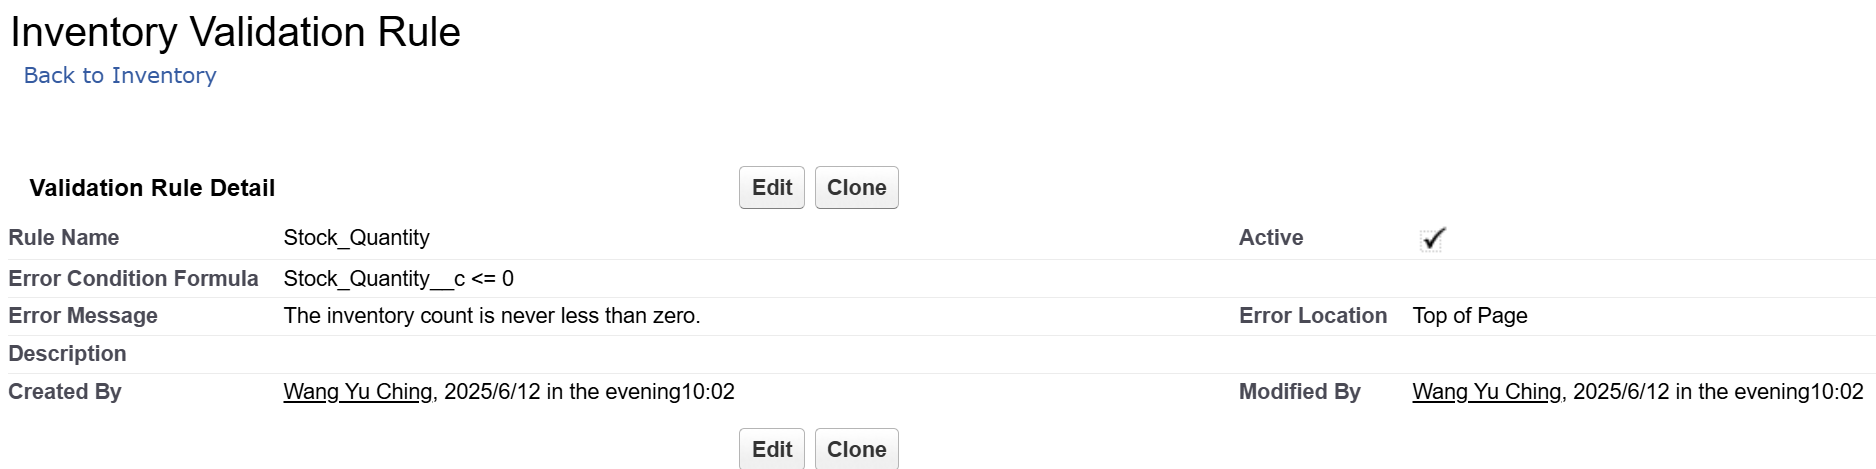 Inventory Validation Rule
Back to Inventory
Validation Rule Detail Edit Clone
Rule Name Stock_Quantity Active
Error Condition Formula Stock_Quantity__c <= 0
Error Message The inventory count is never less than zero. Error Location Top of Page
Description
Created By Wang Yu Ching, 2025/6/12 in the evening10:02 Modified By Wang Yu Ching, 2025/6/12 in the evening10:02
Edit Clone